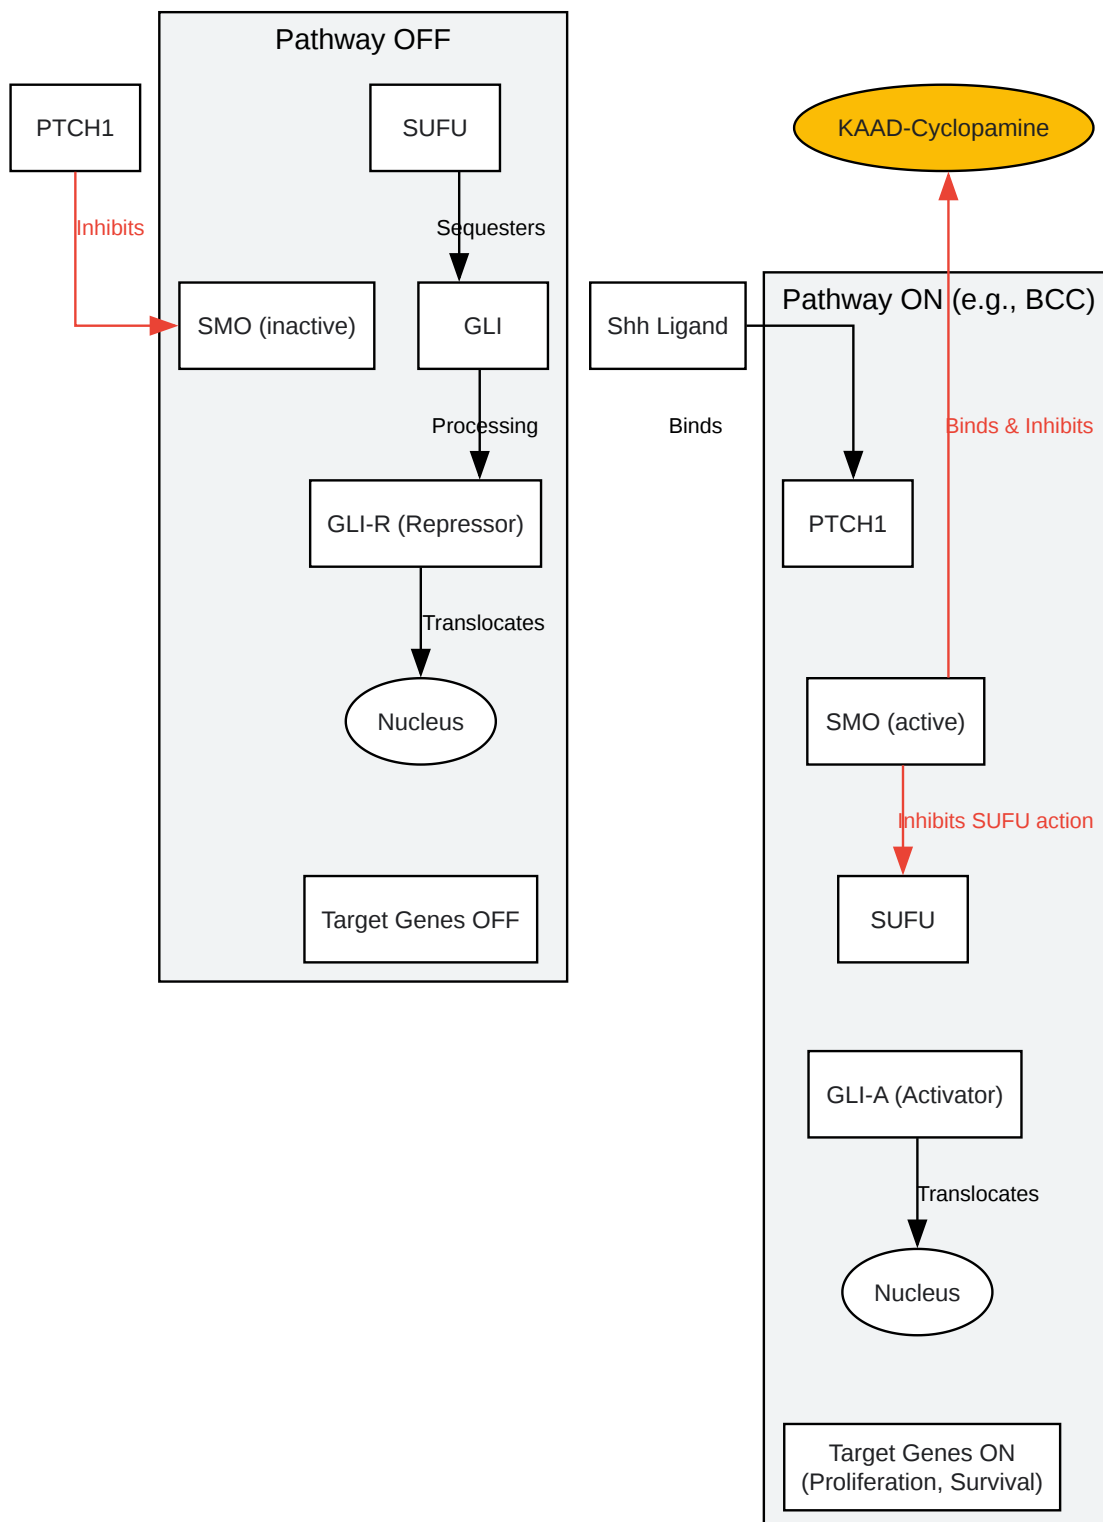 Pathway OFF
PTCH1
SUFU
KAAD-Cyclopamine
Inhibits
Sequesters
SMO (inactive)
GLI
Shh Ligand
Pathway ON (e.g., BCC)
Processing
Binds
Binds & Inhibits
GLI-R (Repressor)
PTCH1
Translocates
Nucleus
SMO (active)
Inhibits SUFU action
Target Genes OFF
SUFU
GLI-A (Activator)
Translocates
Nucleus
Target Genes ON
(Proliferation, Survival)